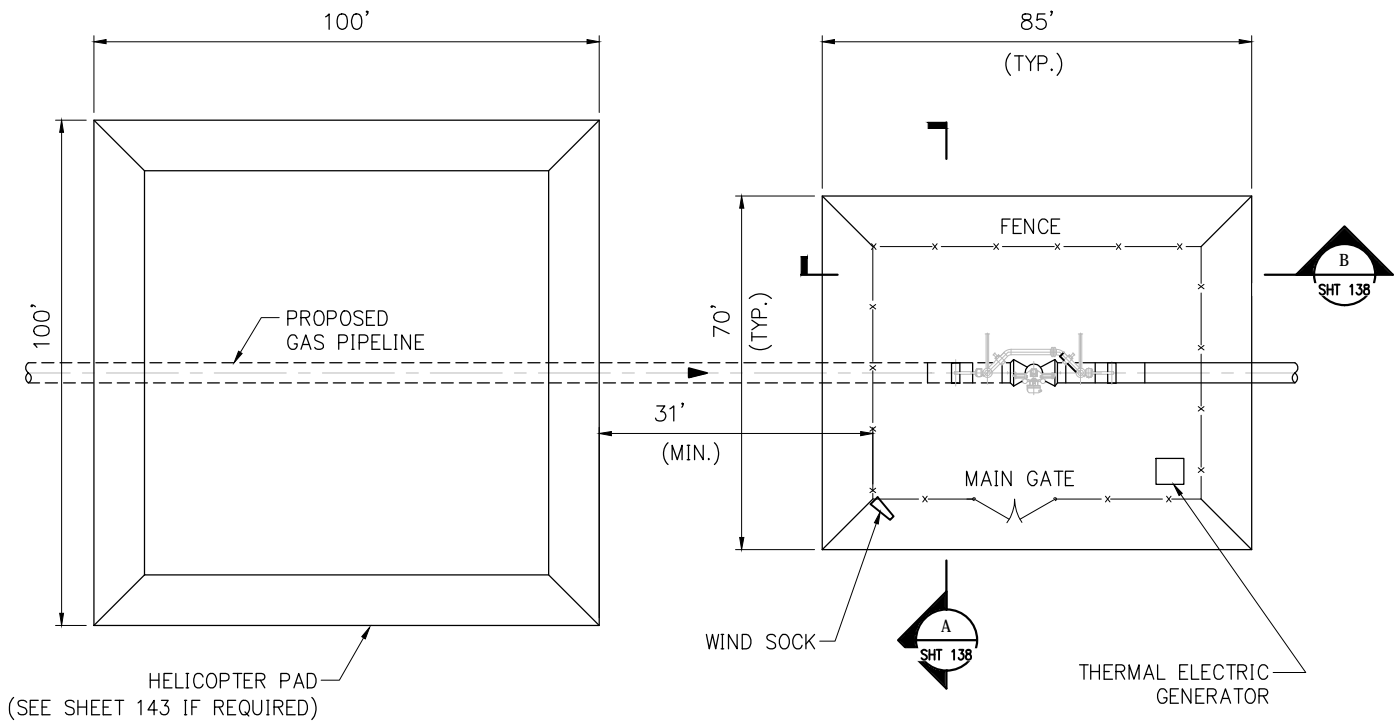 100'
85'
(TYP.)
FENCE
B
SHT 138
100'
PROPOSED
GAS PIPELINE
70'
(TYP.)
31'
(MIN.)
MAIN GATE
WIND SOCK
A
SHT 138
THERMAL ELECTRIC
GENERATOR
HELICOPTER PAD
(SEE SHEET 143 IF REQUIRED)